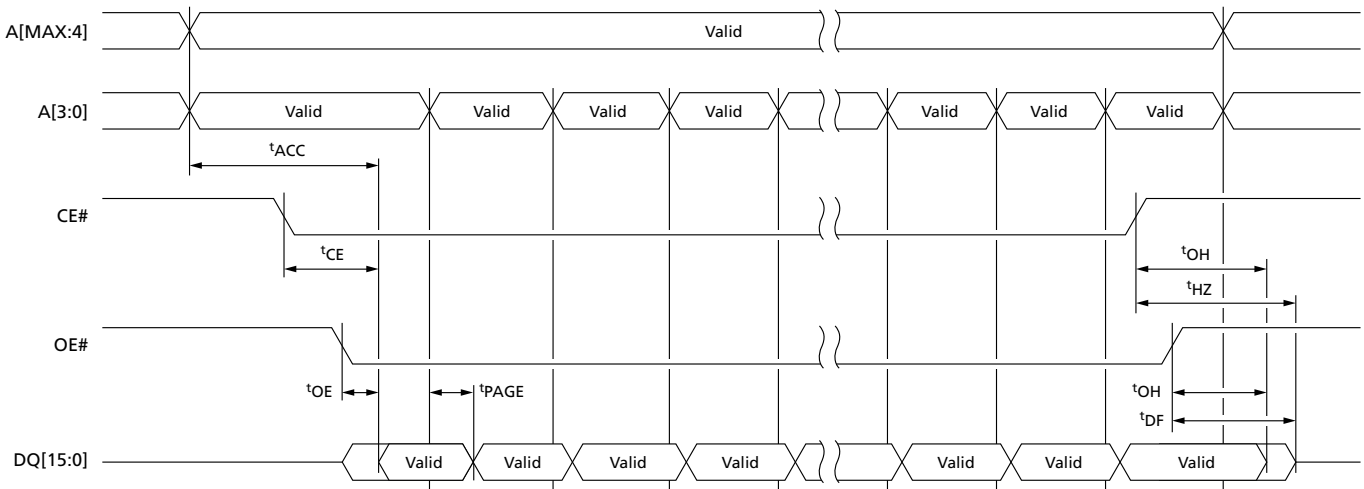 A[MAX:4] Valid
A[3:0] Valid Valid Valid Valid Valid Valid Valid
tACC
CE#
tCE tOH
tHZ
OE#
tOE tPAGE tOH
tDF
DQ[15:0] Valid Valid Valid Valid Valid Valid Valid